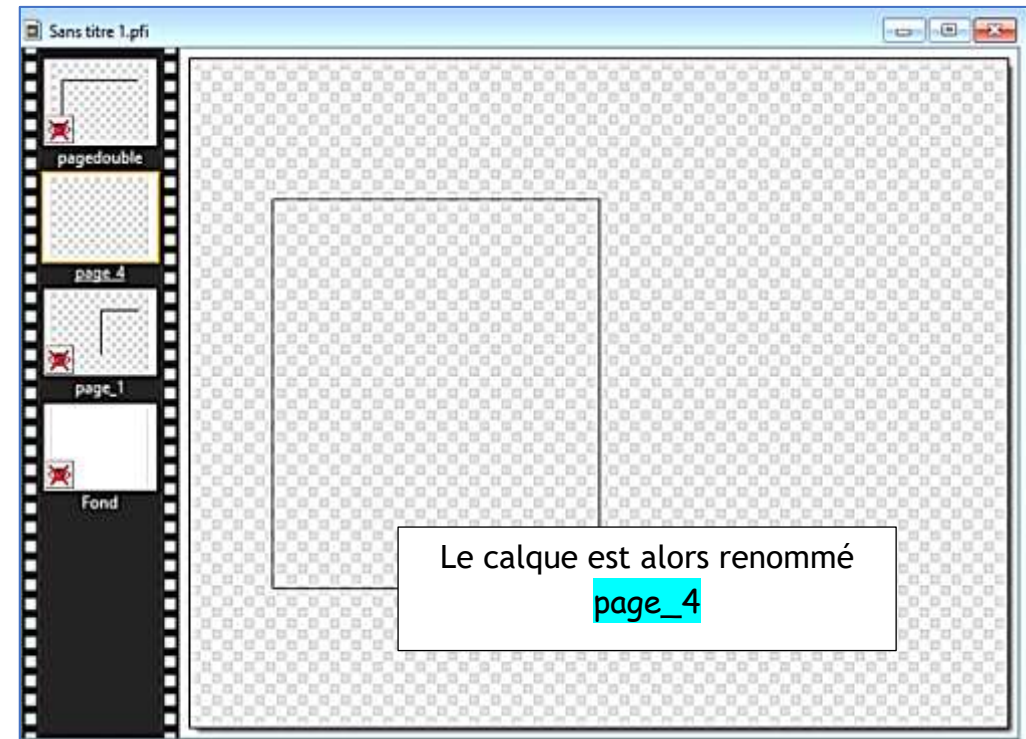 Sans titre 1.pfi
pagedouble
page_4
page_1
Fond
Le calque est alors renommé
page_4